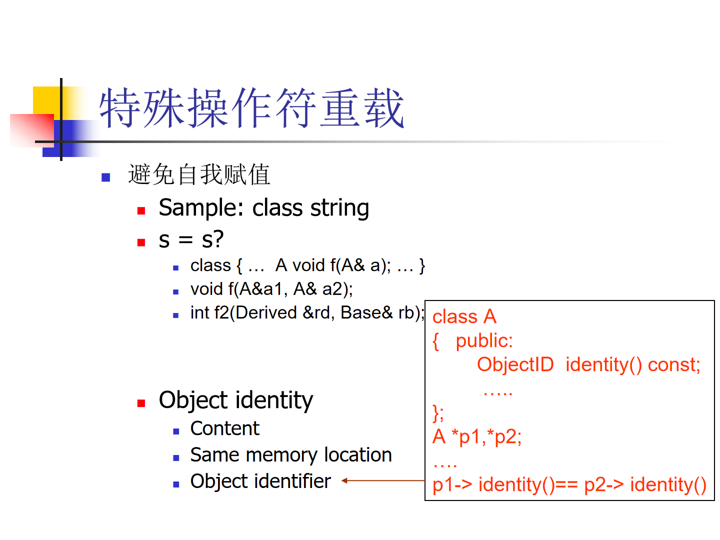 特殊操作符重载
避免自我赋值
Sample: class string
s = s?
class { … A void f(A& a); … }
void f(A&a1, A& a2);
int f2(Derived &rd, Base& rb);
Object identity
Content
Same memory location
Object identifier
class A
{ public:
ObjectID identity() const;
…..
};
A *p1,*p2;
….
p1-> identity()== p2-> identity()